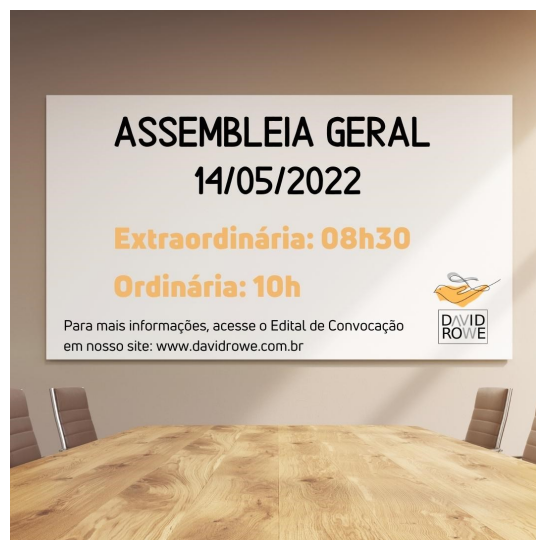 ASSEMBLEIA GERAL
14/05/2022
Extraordinária: 08h30
Ordinária: 10h
Para mais informações, acesse o Edital de Convocação
em nosso site: www.davidrowe.com.br
DAVID
ROWE